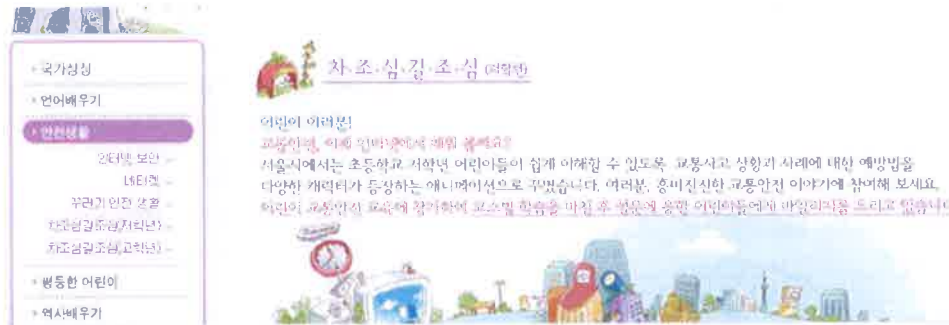 국가상징
언어배우기
안전생활
인터넷 보안
네티켓
꾸러기 안전 생활
차조심길조심(저학년)
차조심길조심(고학년)
평등한 어린이
역사배우기
차·조·심·길·조·심 (저학년)
어린이 여러분!
교통안전, 이제 인터넷에서 배워 볼까요?
서울시에서는 초등학교 저학년 어린이들이 쉽게 이해할 수 있도록 교통사고 상황과 사례에 대한 예방법을
다양한 캐릭터가 등장하는 애니메이션으로 꾸몄습니다. 여러분, 흥미진진한 교통안전 이야기에 참여해 보세요.
어린이 교통안전 교육에 참가하여 코스별 학습을 마친 후 설문에 응한 어린이들에게 마일리지를 드리고 있습니다